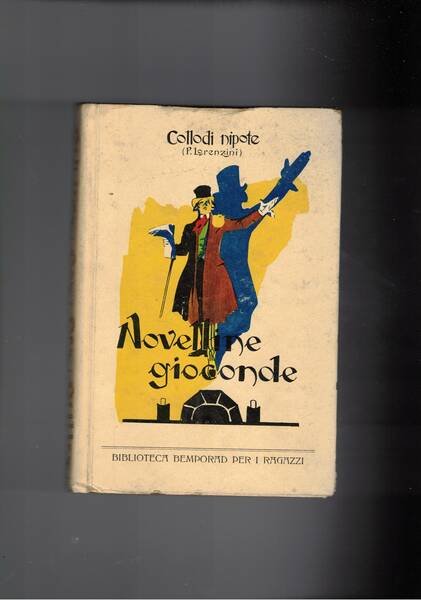 Collodi nipote
(P. Lorenzini)
Novelline
gioconde
BIBLIOTECA BEMPORAD PER I RAGAZZI